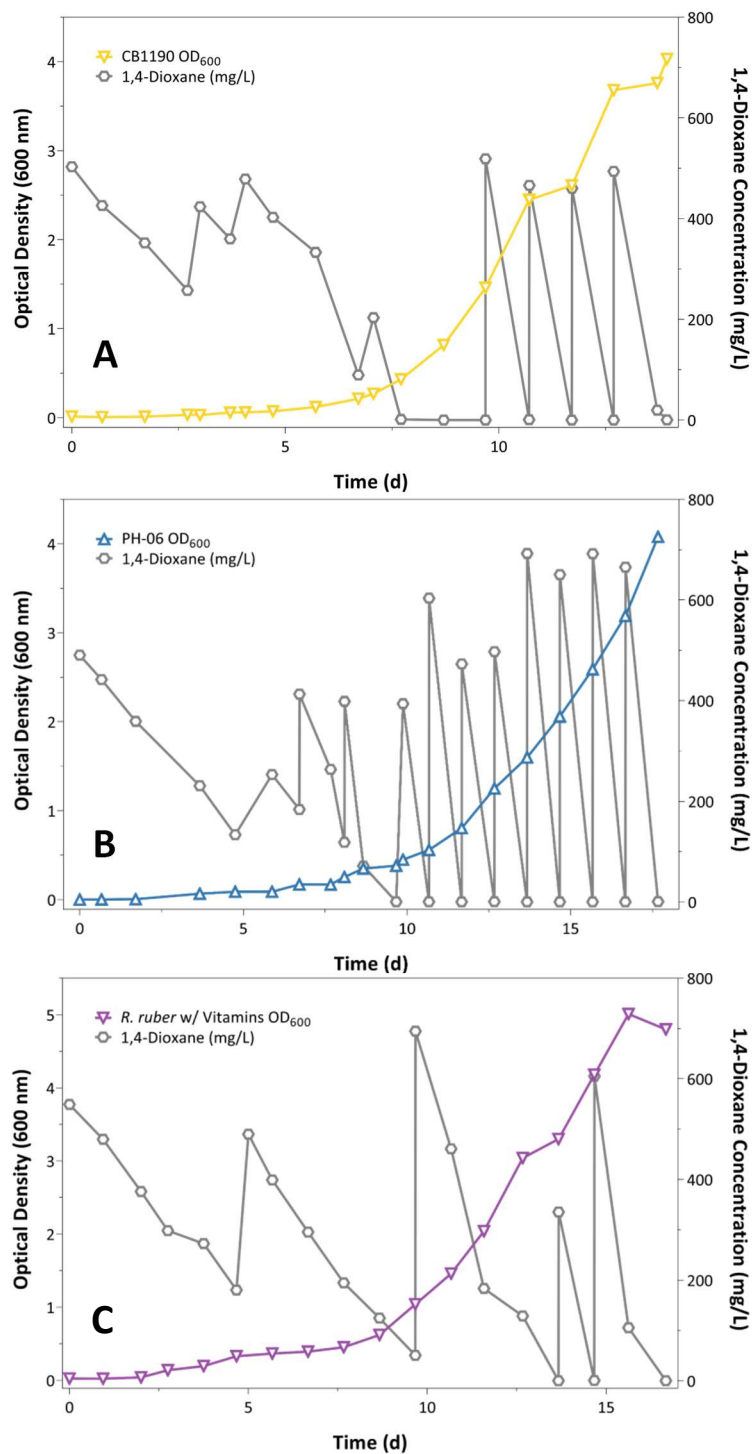 CB1190 OD600
1,4-Dioxane (mg/L)
A
Optical Density (600 nm)
4
3
2
1
0
0
5
10
Time (d)
800
600
400
200
0
1,4-Dioxane Concentration (mg/L)
PH-06 OD600
1,4-Dioxane (mg/L)
B
Optical Density (600 nm)
4
3
2
1
0
0
5
10
15
Time (d)
800
600
400
200
0
1,4-Dioxane Concentration (mg/L)
R. ruber w/ Vitamins OD600
1,4-Dioxane (mg/L)
C
Optical Density (600 nm)
5
4
3
2
1
0
0
5
10
15
Time (d)
800
600
400
200
0
1,4-Dioxane Concentration (mg/L)